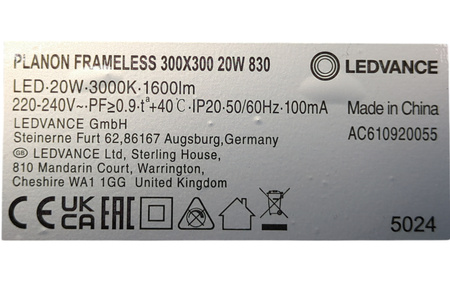 PLANON FRAMELESS 300X300 20W 830
LEDVANCE
LED·20W·3000K·1600lm
220-240V~·PF≥0.9·tª+40℃·IP20·50/60Hz·100mA
Made in China
LEDVANCE GmbH
AC610920055
Steinerne Furt 62,86167 Augsburg,Germany
GB LEDVANCE Ltd, Sterling House,
810 Mandarin Court, Warrington,
Cheshire WA1 1GG United Kingdom
CE UK CA EAC
5024